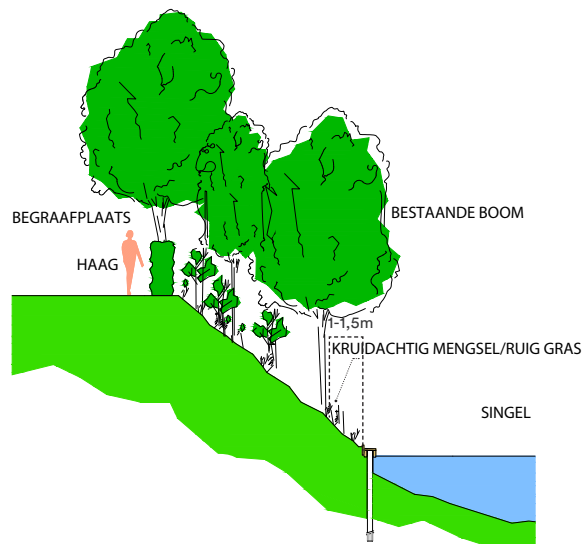 BEGRAAFPLAATS
BESTAANDE BOOM
HAAG
1-1,5m
KRUIDACHTIG MENGSEL/RUIG GRAS
SINGEL